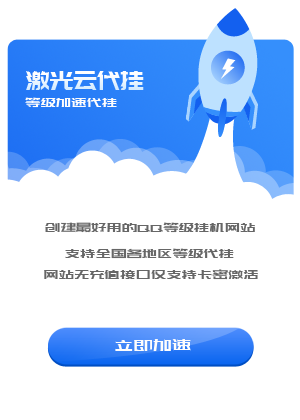 激光云代挂
等级加速代挂
创建最好用的QQ等级挂机网站
支持全国各地区等级代挂
网站无充值接口仅支持卡密激活
立即加速